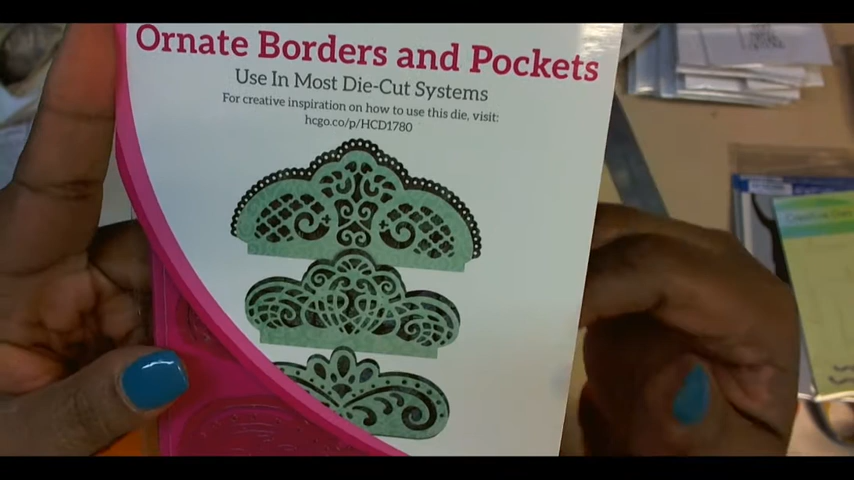 Ornate Borders and Pockets
Use In Most Die-Cut Systems
For creative inspiration on how to use this die, visit:
hcgo.co/p/HCD1780